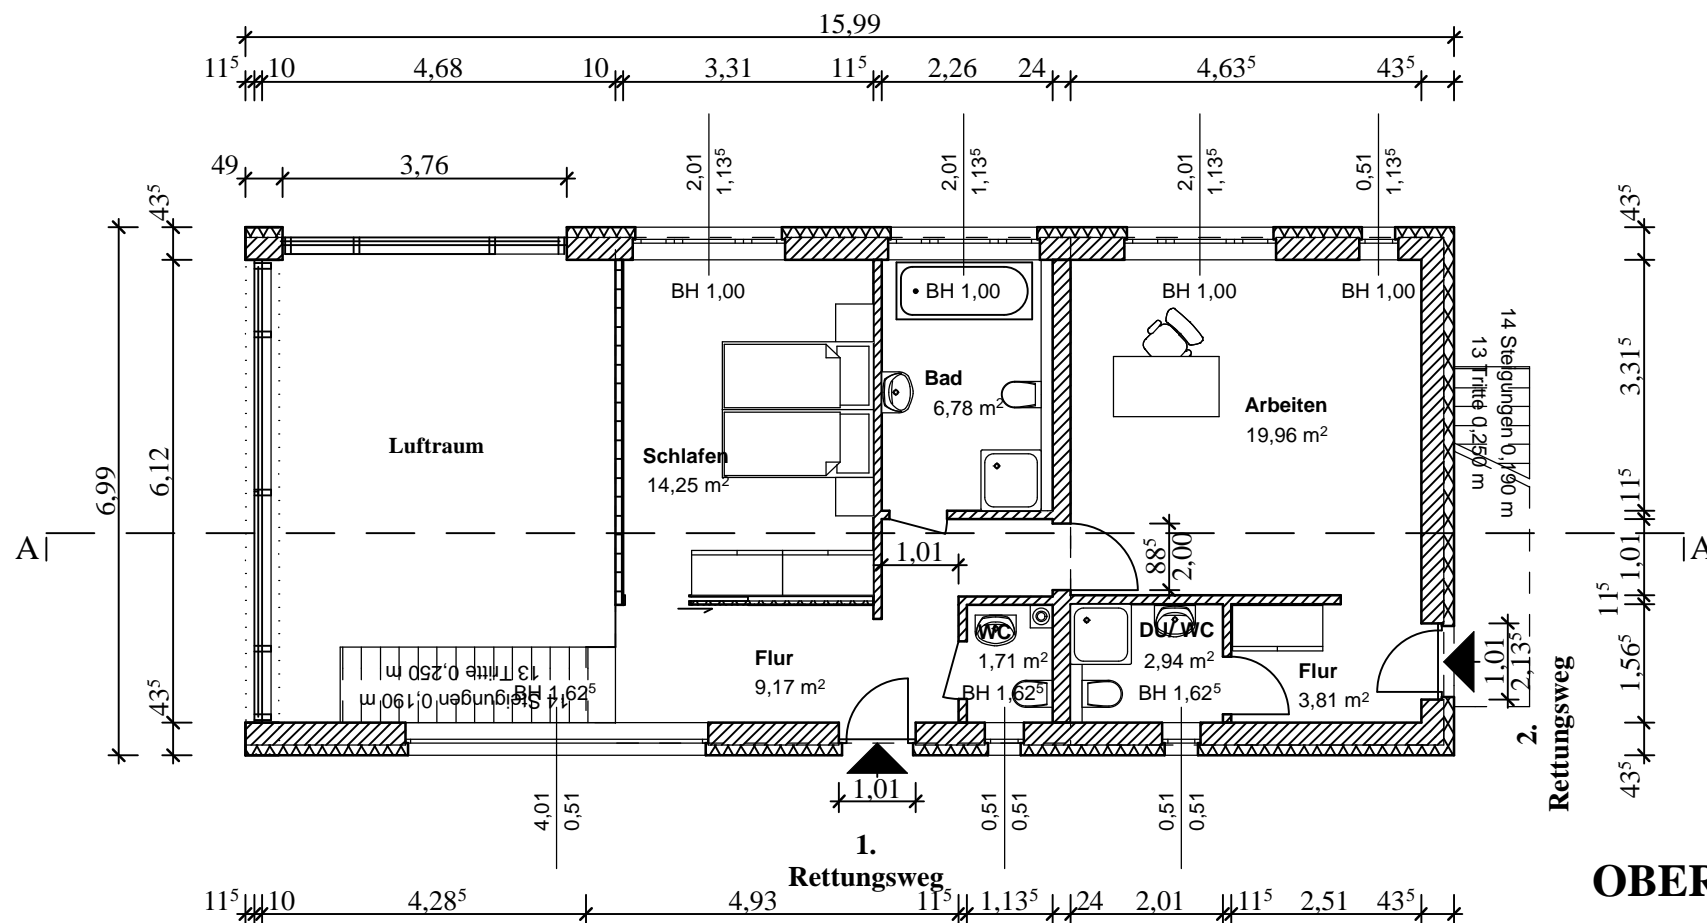 15,99
11⁵ 10 4,68 10 3,31 11⁵ 2,26 24 4,63⁵ 43⁵
49 3,76
2,01 1,13⁵
2,01 1,13⁵
2,01 1,13⁵
0,51 1,13⁵
43⁵
6,99
6,12
43⁵
43⁵
3,31⁵
11⁵
1,01
11⁵
1,56⁵
43⁵
BH 1,00
BH 1,00
BH 1,00
BH 1,00
14 Steigungen 0,190 m
13 Tritte 0,250 m
Bad
6,78 m²
Arbeiten
19,96 m²
Luftraum
Schlafen
14,25 m²
A
A
1,01
88⁵
2,00
WC
1,71 m²
BH 1,62⁵
DU/WC
2,94 m²
BH 1,62⁵
Flur
9,17 m²
Flur
3,81 m²
1,01
2,13⁵
14 Steigungen 0,190 m
13 Tritte 0,250 m
BH 1,62⁵
2.
Rettungsweg
4,01
0,51
1,01
0,51
0,51
0,51
0,51
1.
Rettungsweg
OBER
11⁵ 10 4,28⁵ 4,93 11⁵ 1,13⁵ 24 2,01 11⁵ 2,51 43⁵